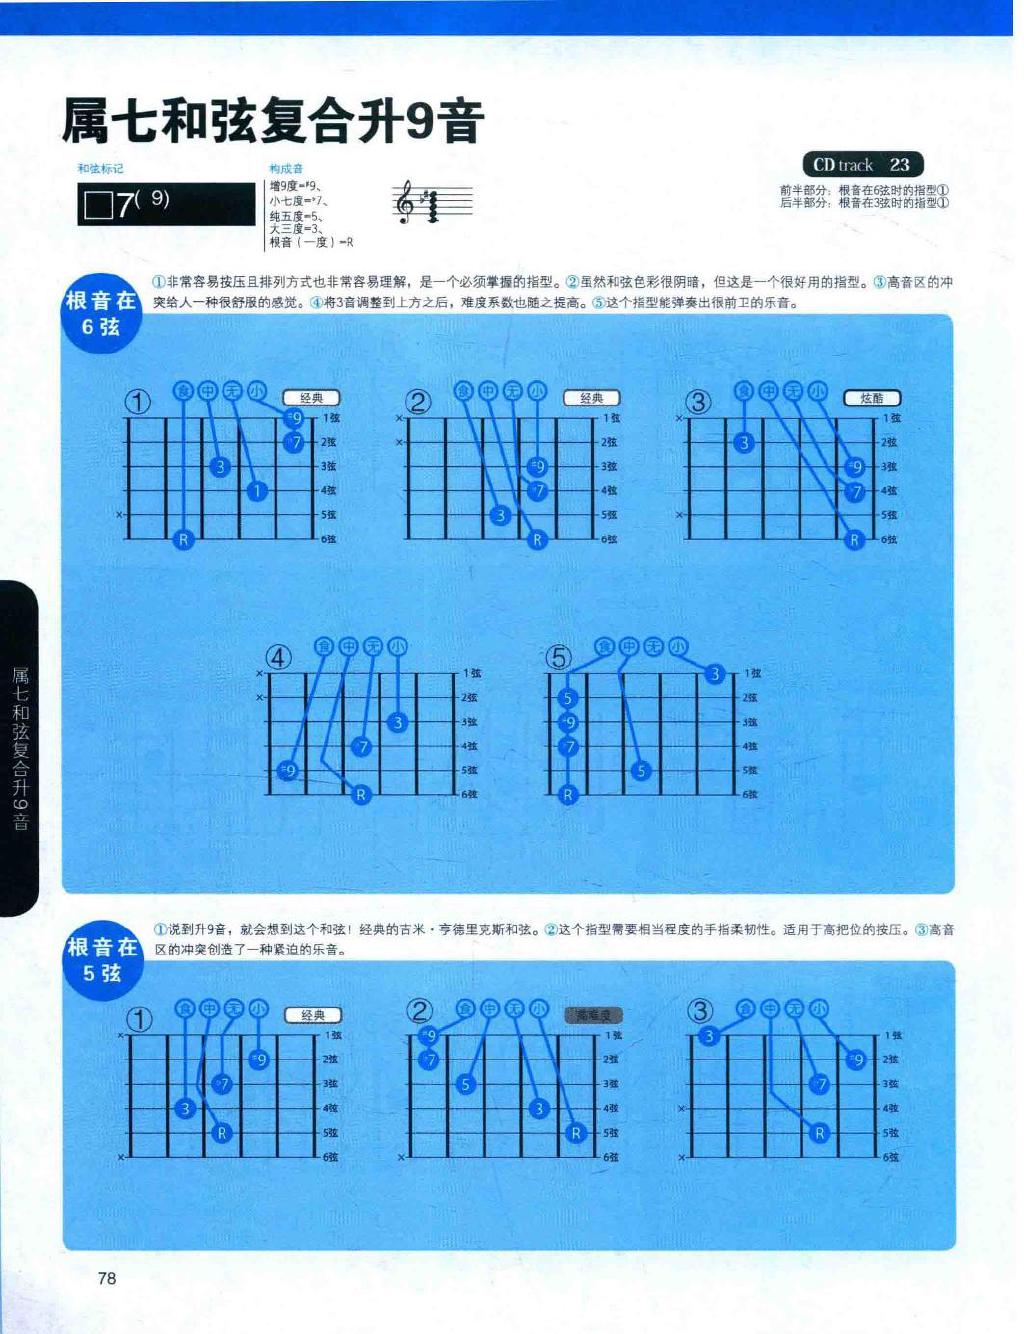 属七和弦复合升9音
和弦标记
□7( 9)
构成音
增9度=♯9、
小七度=♭7、
纯五度=5、
大三度=3、
根音（一度）=R
CD track 23
前半部分：根音在6弦时的指型①
后半部分：根音在3弦时的指型①
根音在
6弦
①非常容易按压且排列方式也非常容易理解，是一个必须掌握的指型。②虽然和弦色彩很阴暗，但这是一个很好用的指型。③高音区的冲
突给人一种很舒服的感觉。④将3音调整到上方之后，难度系数也随之提高。⑤这个指型能弹奏出很前卫的乐音。
① 食 中 无 小 经典
♯9 1弦
♭7 2弦
3 3弦
1 4弦
× 5弦
R 6弦
② 食 中 无 小 经典
× 1弦
× 2弦
♯9 3弦
♭7 4弦
3 5弦
R 6弦
③ 食 中 无 小 炫酷
× 1弦
3 2弦
♯9 3弦
♭7 4弦
× 5弦
R 6弦
④ 食 中 无 小
× 1弦
× 2弦
3 3弦
♭7 4弦
♯9 5弦
R 6弦
⑤ 食 中 无 小
3 1弦
5 2弦
♯9 3弦
♭7 4弦
5 5弦
R 6弦
属七和弦复合升9音
根音在
5弦
①说到升9音，就会想到这个和弦！经典的吉米·亨德里克斯和弦。②这个指型需要相当程度的手指柔韧性。适用于高把位的按压。③高音
区的冲突创造了一种紧迫的乐音。
① 食 中 无 小 经典
× 1弦
♯9 2弦
♭7 3弦
3 4弦
R 5弦
× 6弦
② 食 中 无 小 高难度
♯9 1弦
♭7 2弦
5 3弦
3 4弦
R 5弦
× 6弦
③ 食 中 无 小
3 1弦
♯9 2弦
♭7 3弦
× 4弦
R 5弦
× 6弦
78